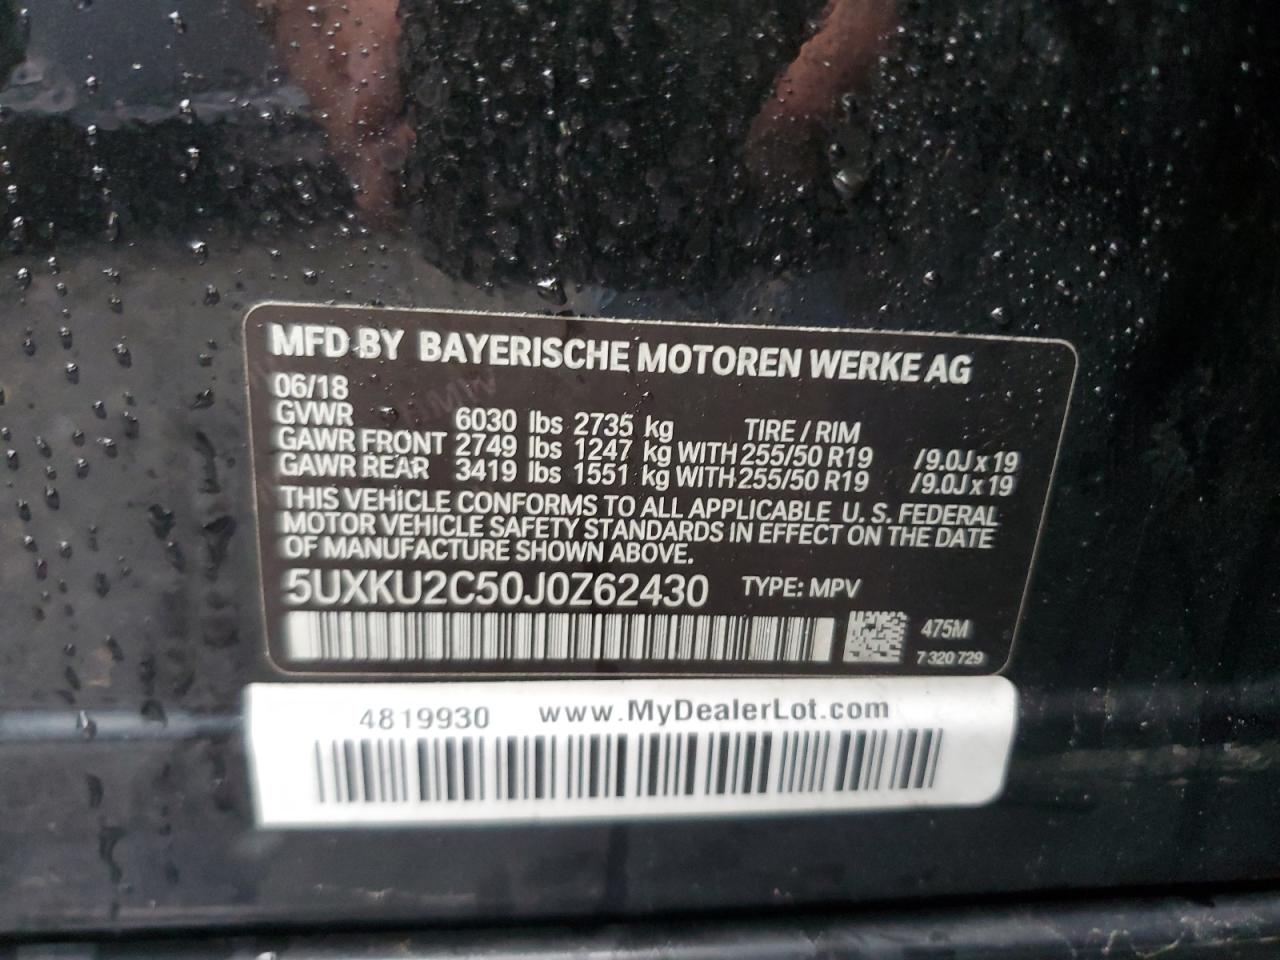 MFD BY BAYERISCHE MOTOREN WERKE AG
06/18
GVWR 6030 lbs 2735 kg TIRE / RIM
GAWR FRONT 2749 lbs 1247 kg WITH 255/50 R19 /9.0J x 19
GAWR REAR 3419 lbs 1551 kg WITH 255/50 R19 /9.0J x 19
THIS VEHICLE CONFORMS TO ALL APPLICABLE U. S. FEDERAL
MOTOR VEHICLE SAFETY STANDARDS IN EFFECT ON THE DATE
OF MANUFACTURE SHOWN ABOVE.
5UXKU2C50J0Z62430 TYPE: MPV
475M
7 320 729
4819930 www.MyDealerLot.com